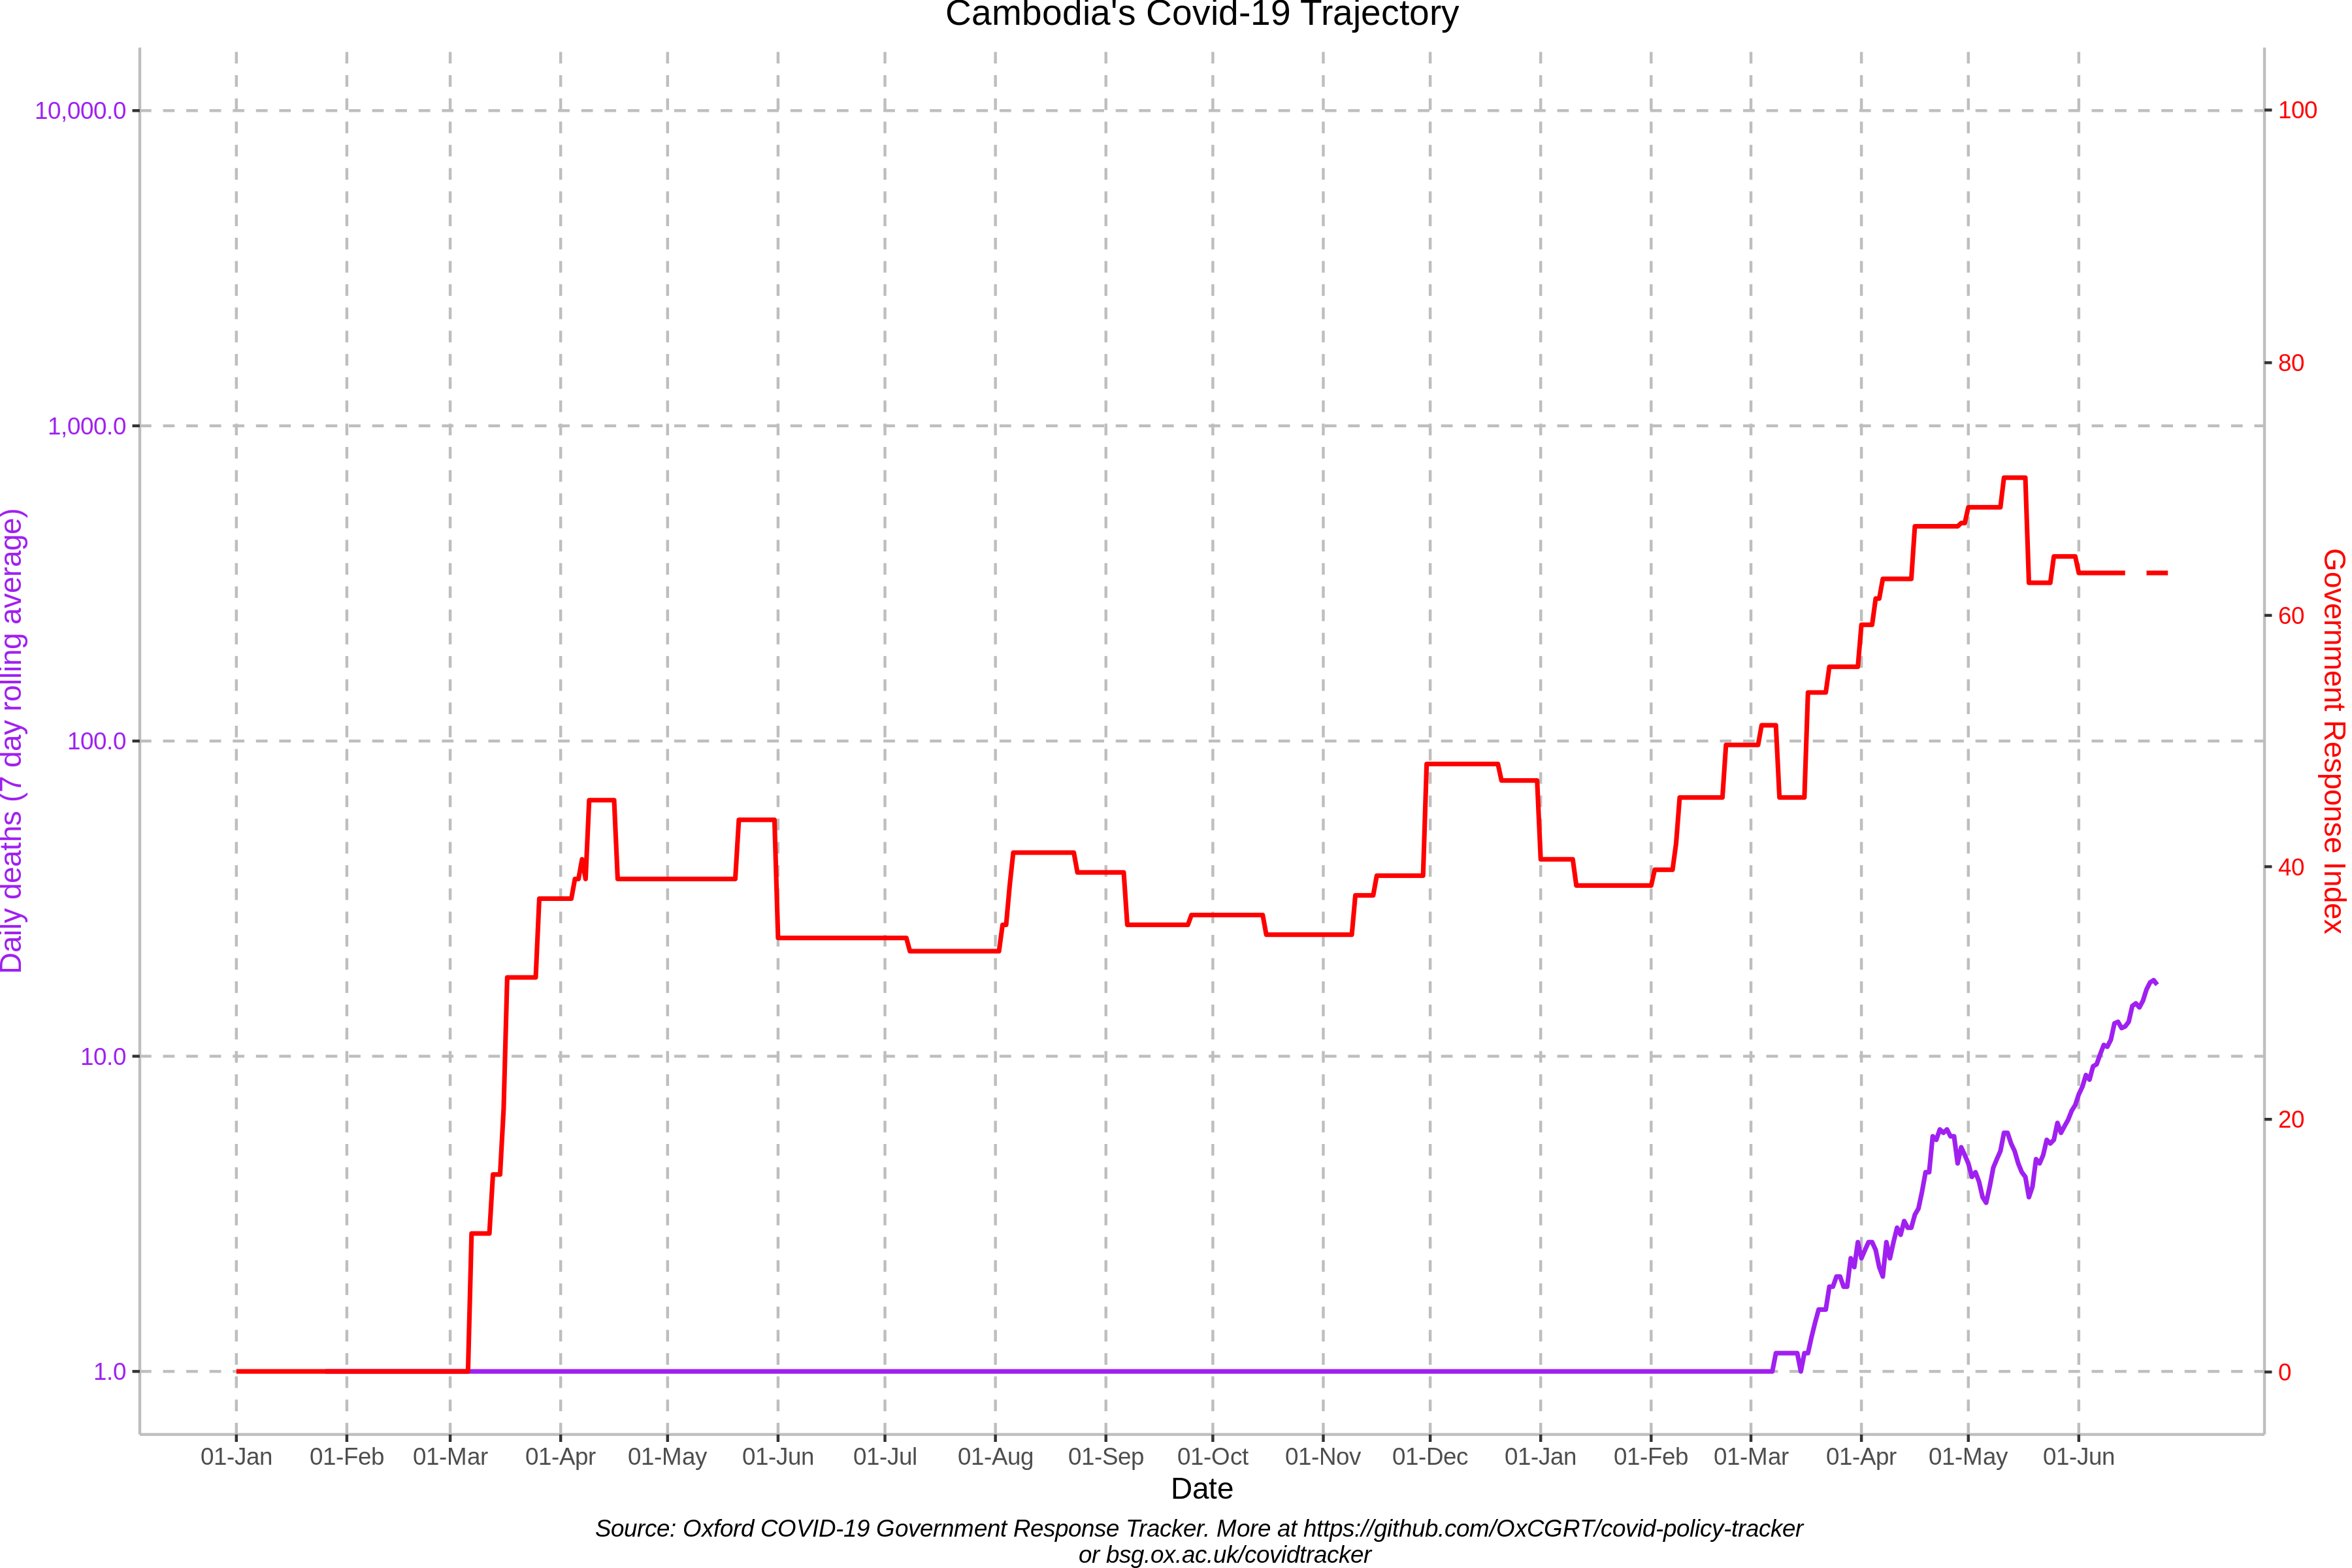 Cambodia's Covid-19 Trajectory
10,000.0
1,000.0
100.0
10.0
1.0
Daily deaths (7 day rolling average)
100
80
60
40
20
0
Government Response Index
01-Jan 01-Feb 01-Mar 01-Apr 01-May 01-Jun 01-Jul 01-Aug 01-Sep 01-Oct 01-Nov 01-Dec 01-Jan 01-Feb 01-Mar 01-Apr 01-May 01-Jun
Date
Source: Oxford COVID-19 Government Response Tracker. More at https://github.com/OxCGRT/covid-policy-tracker
or bsg.ox.ac.uk/covidtracker